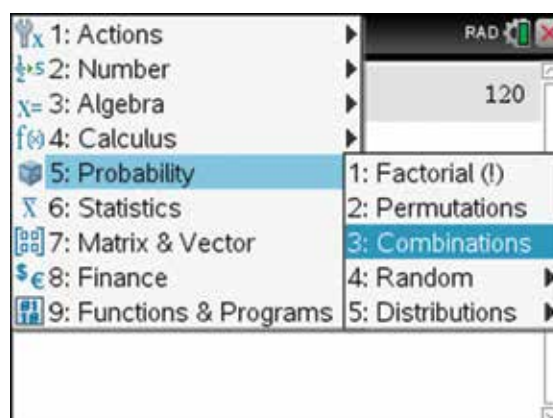 1: Actions
RAD
2: Number
120
3: Algebra
4: Calculus
5: Probability
1: Factorial (!)
6: Statistics
2: Permutations
7: Matrix & Vector
3: Combinations
8: Finance
4: Random
9: Functions & Programs
5: Distributions